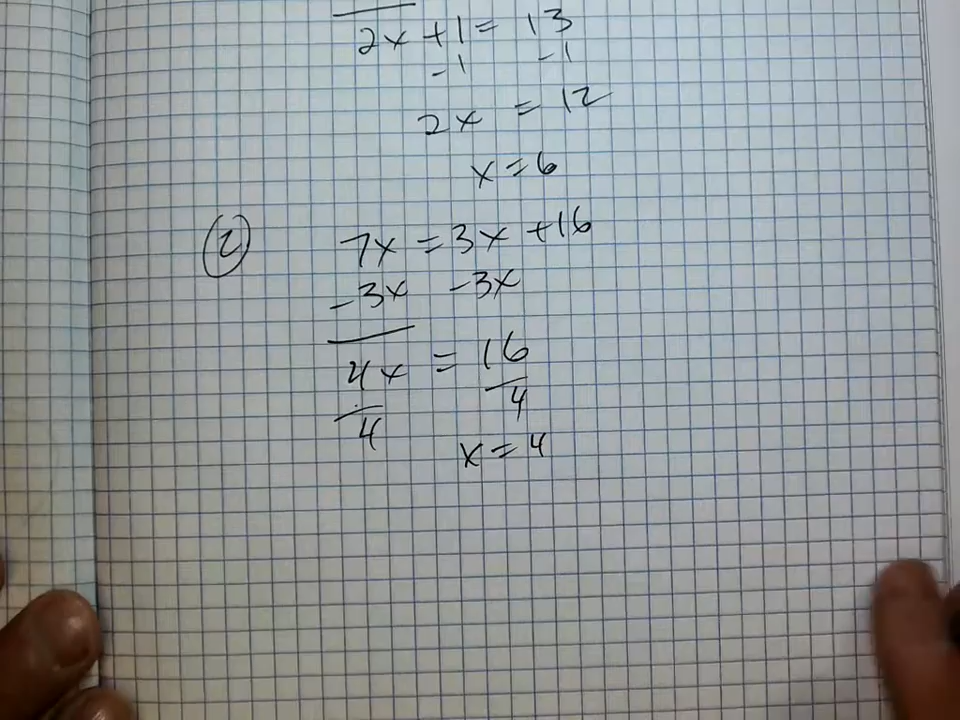 2x + 1 = 13
-1 -1
2x = 12
x = 6
2 7x = 3x + 16
-3x -3x
4x = 16
4 4
x = 4